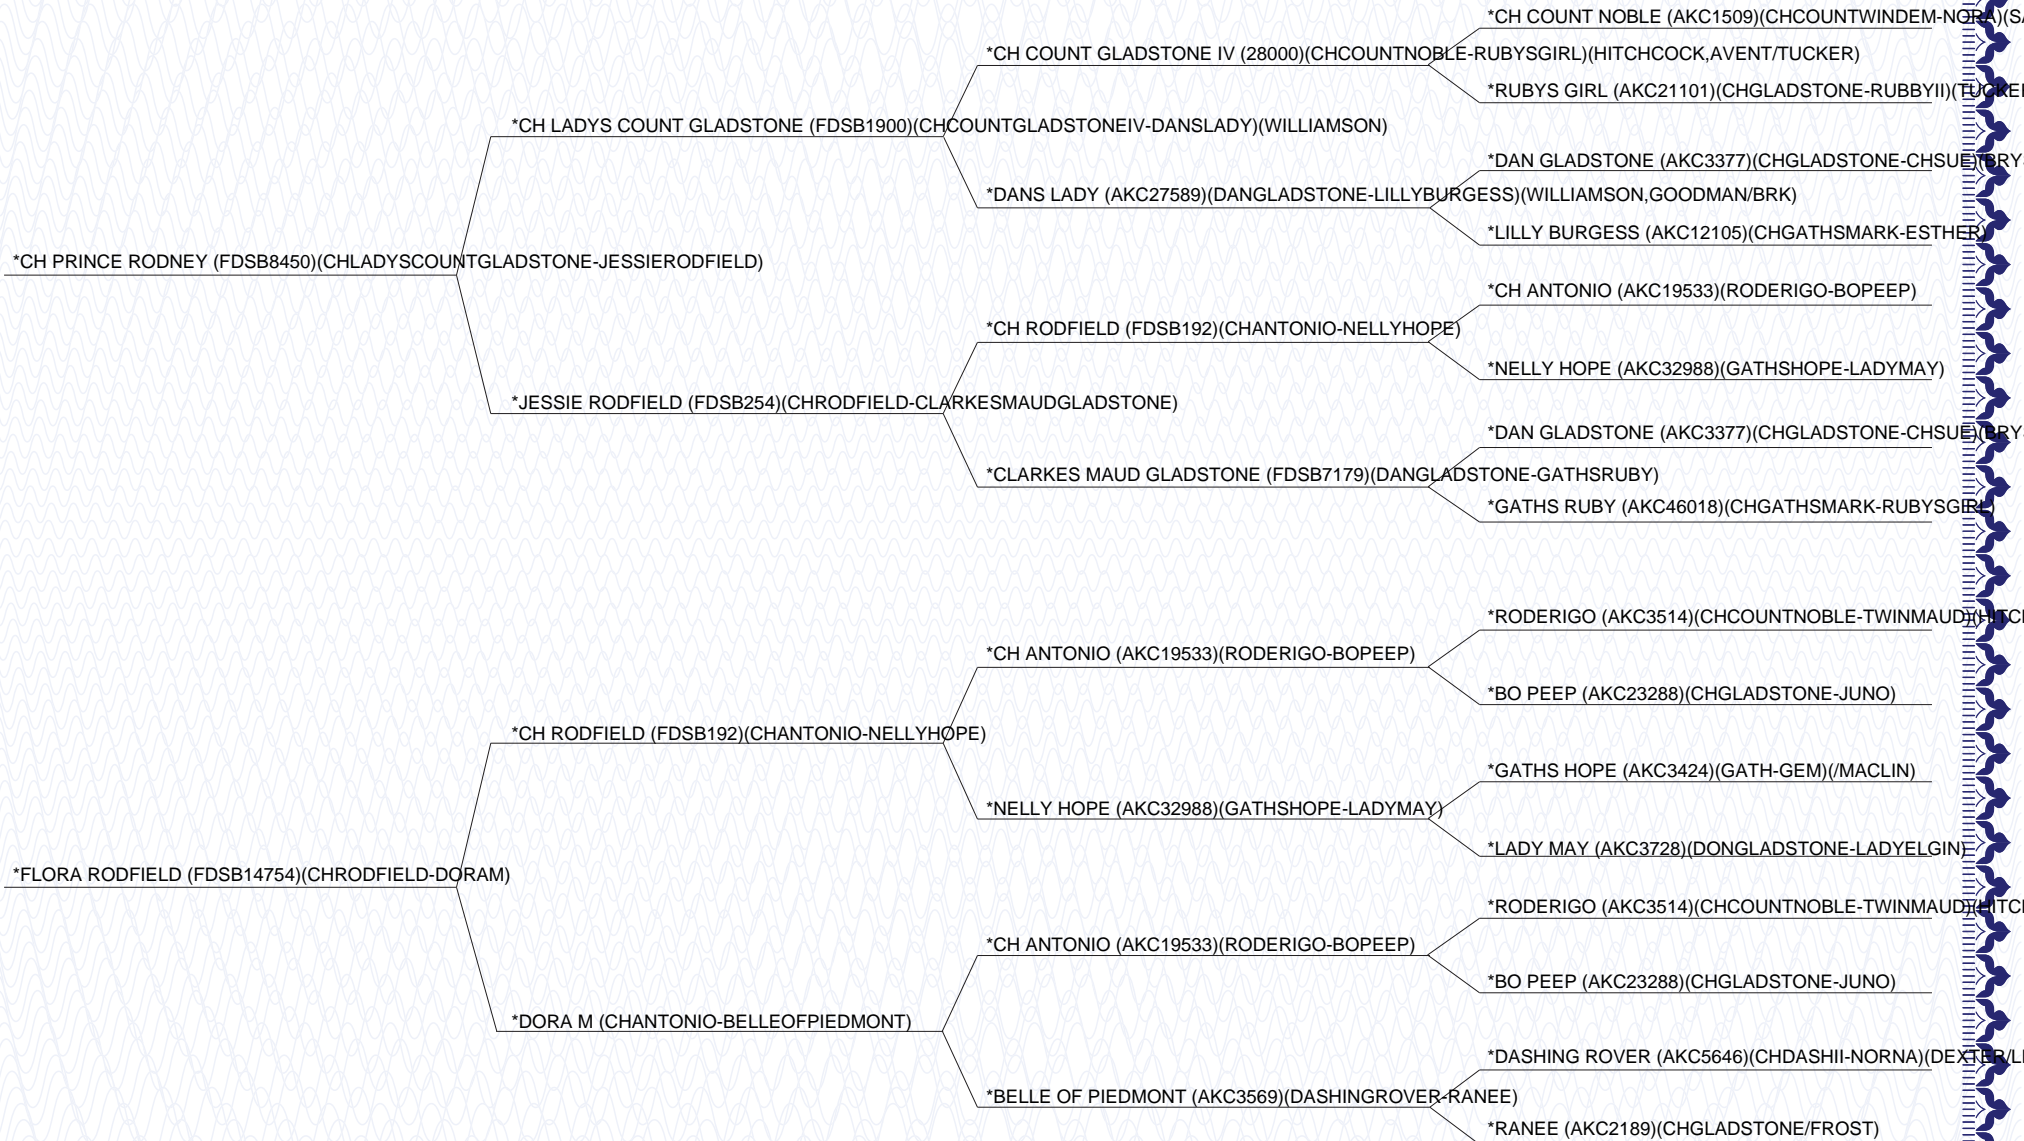 *CH COUNT NOBLE (AKC1509)(CHCOUNTWINDEM-NORA)(SA
*CH COUNT GLADSTONE IV (28000)(CHCOUNTNOBLE-RUBYSGIRL)(HITCHCOCK,AVENT/TUCKER)
*RUBYS GIRL (AKC21101)(CHGLADSTONE-RUBBYII)(TUCKER
*CH LADYS COUNT GLADSTONE (FDSB1900)(CHCOUNTGLADSTONEIV-DANSLADY)(WILLIAMSON)
*DAN GLADSTONE (AKC3377)(CHGLADSTONE-CHSUE)(BRY
*DANS LADY (AKC27589)(DANGLADSTONE-LILLYBURGESS)(WILLIAMSON,GOODMAN/BRK)
*LILLY BURGESS (AKC12105)(CHGATHSMARK-ESTHER)
*CH PRINCE RODNEY (FDSB8450)(CHLADYSCOUNTGLADSTONE-JESSIERODFIELD)
*CH ANTONIO (AKC19533)(RODERIGO-BOPEEP)
*CH RODFIELD (FDSB192)(CHANTONIO-NELLYHOPE)
*NELLY HOPE (AKC32988)(GATHSHOPE-LADYMAY)
*JESSIE RODFIELD (FDSB254)(CHRODFIELD-CLARKESMAUDGLADSTONE)
*DAN GLADSTONE (AKC3377)(CHGLADSTONE-CHSUE)(BRY
*CLARKES MAUD GLADSTONE (FDSB7179)(DANGLADSTONE-GATHSRUBY)
*GATHS RUBY (AKC46018)(CHGATHSMARK-RUBYSGIRL)
*RODERIGO (AKC3514)(CHCOUNTNOBLE-TWINMAUD)(HITCH
*CH ANTONIO (AKC19533)(RODERIGO-BOPEEP)
*BO PEEP (AKC23288)(CHGLADSTONE-JUNO)
*CH RODFIELD (FDSB192)(CHANTONIO-NELLYHOPE)
*GATHS HOPE (AKC3424)(GATH-GEM)(/MACLIN)
*NELLY HOPE (AKC32988)(GATHSHOPE-LADYMAY)
*LADY MAY (AKC3728)(DONGLADSTONE-LADYELGIN)
*FLORA RODFIELD (FDSB14754)(CHRODFIELD-DORAM)
*RODERIGO (AKC3514)(CHCOUNTNOBLE-TWINMAUD)(HITCH
*CH ANTONIO (AKC19533)(RODERIGO-BOPEEP)
*BO PEEP (AKC23288)(CHGLADSTONE-JUNO)
*DORA M (CHANTONIO-BELLEOFPIEDMONT)
*DASHING ROVER (AKC5646)(CHDASHII-NORNA)(DEXTER/L
*BELLE OF PIEDMONT (AKC3569)(DASHINGROVER-RANEE)
*RANEE (AKC2189)(CHGLADSTONE/FROST)